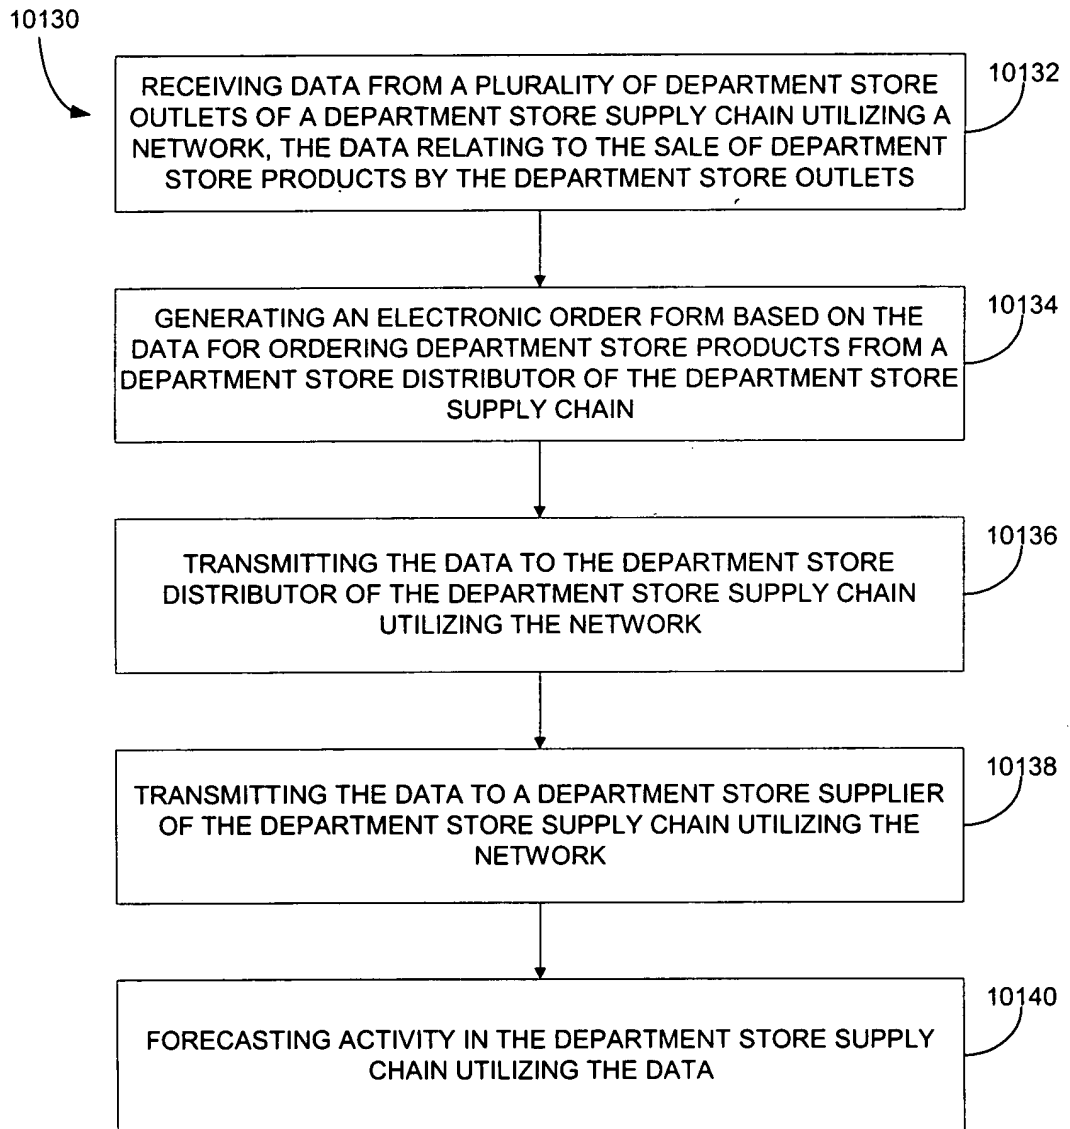 10130
10132
RECEIVING DATA FROM A PLURALITY OF DEPARTMENT STORE
OUTLETS OF A DEPARTMENT STORE SUPPLY CHAIN UTILIZING A
NETWORK, THE DATA RELATING TO THE SALE OF DEPARTMENT
STORE PRODUCTS BY THE DEPARTMENT STORE OUTLETS
10134
GENERATING AN ELECTRONIC ORDER FORM BASED ON THE
DATA FOR ORDERING DEPARTMENT STORE PRODUCTS FROM A
DEPARTMENT STORE DISTRIBUTOR OF THE DEPARTMENT STORE
SUPPLY CHAIN
10136
TRANSMITTING THE DATA TO THE DEPARTMENT STORE
DISTRIBUTOR OF THE DEPARTMENT STORE SUPPLY CHAIN
UTILIZING THE NETWORK
10138
TRANSMITTING THE DATA TO A DEPARTMENT STORE SUPPLIER
OF THE DEPARTMENT STORE SUPPLY CHAIN UTILIZING THE
NETWORK
10140
FORECASTING ACTIVITY IN THE DEPARTMENT STORE SUPPLY
CHAIN UTILIZING THE DATA